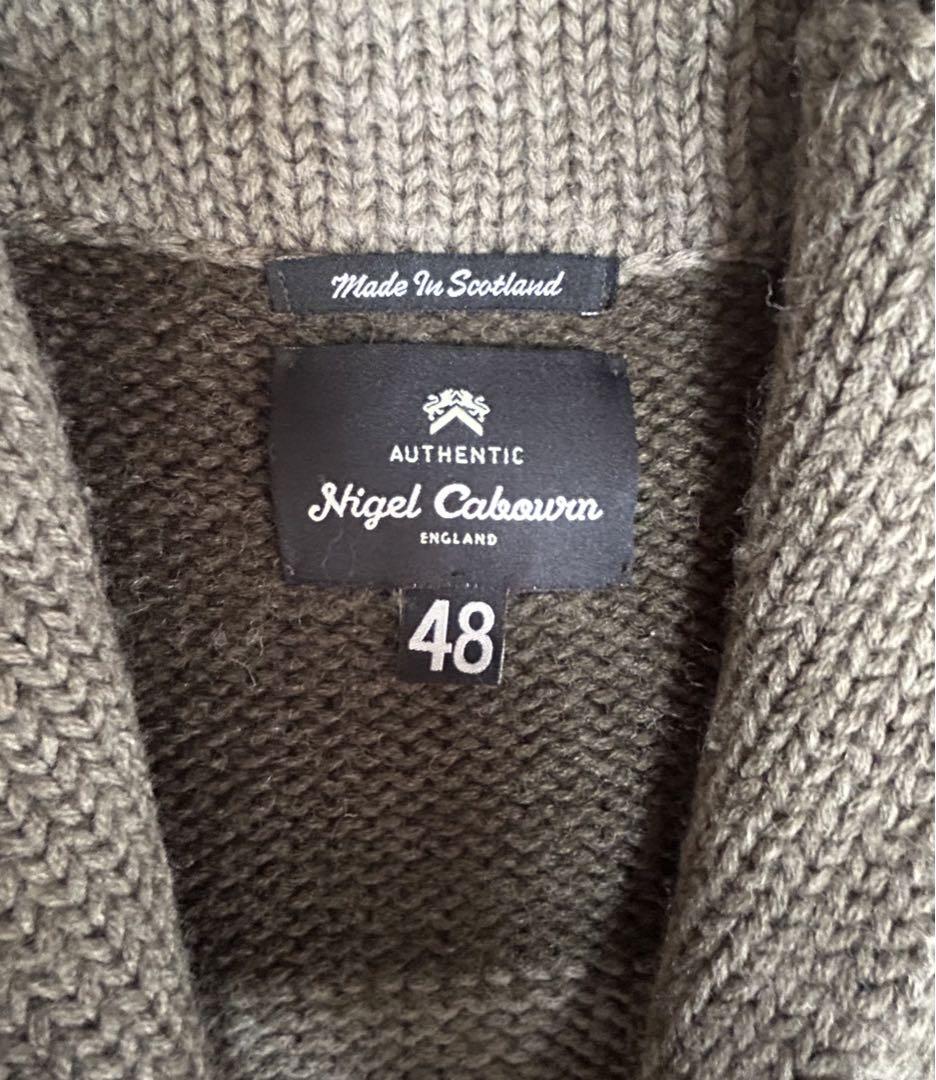 Made In Scotland
AUTHENTIC
Nigel Cabourn
ENGLAND
48